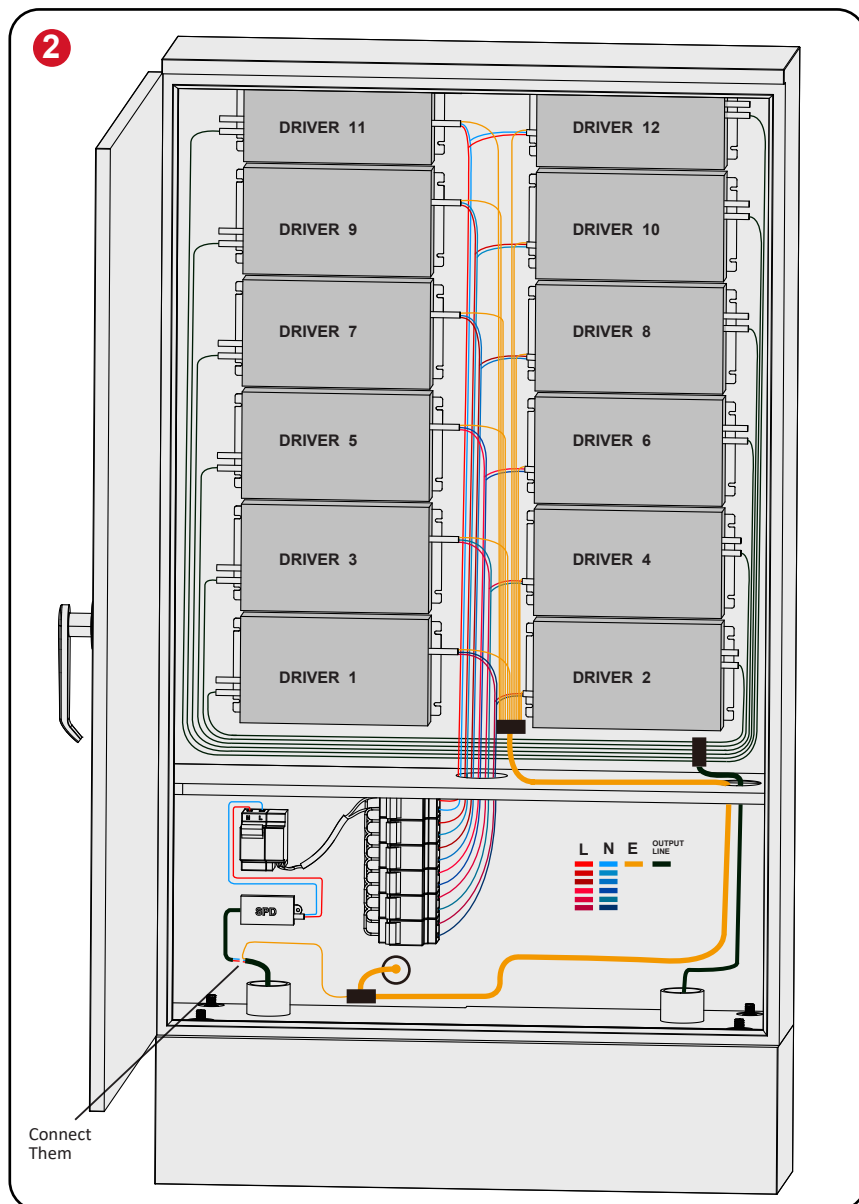 2
DRIVER 11
DRIVER 12
DRIVER 9
DRIVER 10
DRIVER 7
DRIVER 8
DRIVER 5
DRIVER 6
DRIVER 3
DRIVER 4
DRIVER 1
DRIVER 2
N L
L N E OUTPUT
LINE
SPD
Connect
Them